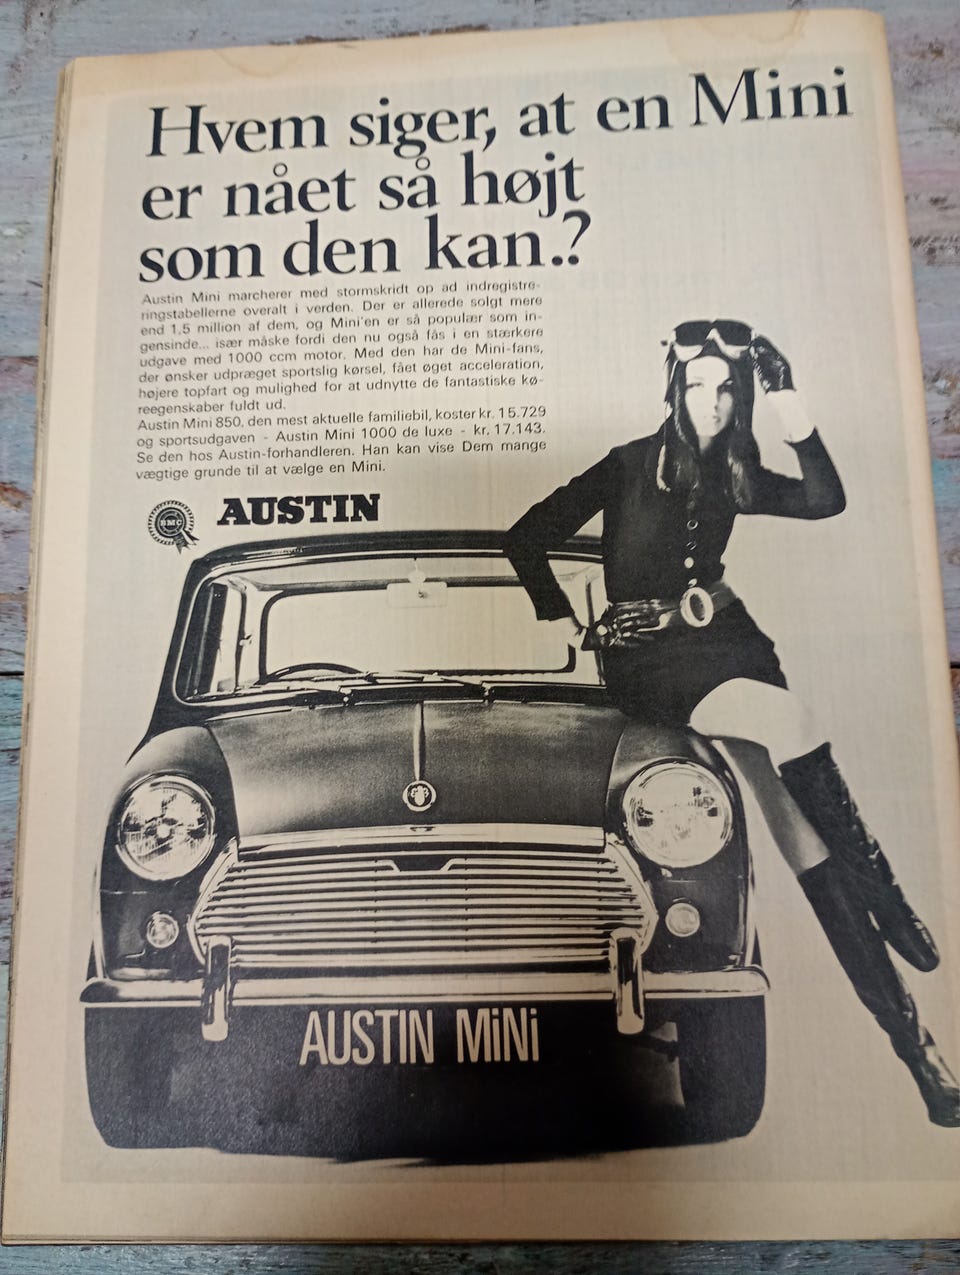 Hvem siger, at en Mini
er nået så højt
som den kan.?
Austin Mini marcherer med stormskridt op ad indregistre-
ringstabellerne overalt i verden. Der er allerede solgt mere
end 1,5 million af dem, og Mini'en er så populær som in-
gensinde... især måske fordi den nu også fås i en stærkere
udgave med 1000 ccm motor. Med den har de Mini-fans,
der ønsker udpræget sportslig kørsel, fået øget acceleration,
højere topfart og mulighed for at udnytte de fantastiske kø-
reegenskaber fuldt ud.
Austin Mini 850, den mest aktuelle familiebil, koster kr. 15.729
og sportsudgaven - Austin Mini 1000 de luxe - kr. 17.143.
Se den hos Austin-forhandleren. Han kan vise Dem mange
vægtige grunde til at vælge en Mini.
BMC
AUSTIN
AUSTIN MiNi